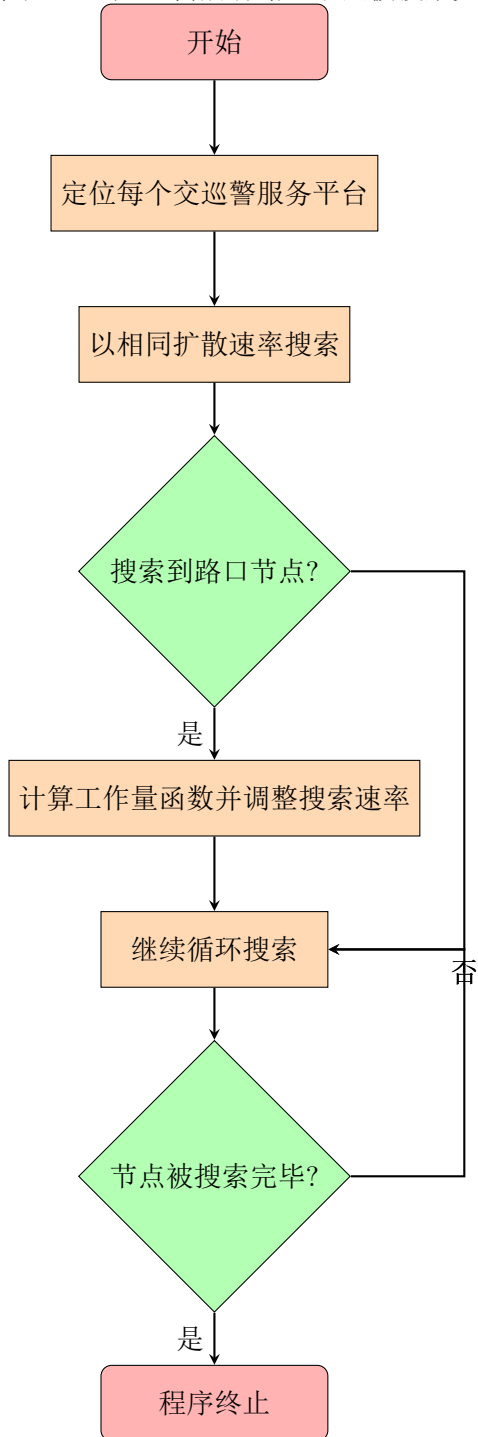 开始
定位每个交巡警服务平台
以相同扩散速率搜索
搜索到路口节点?
是
计算工作量函数并调整搜索速率
继续循环搜索
否
节点被搜索完毕?
是
程序终止